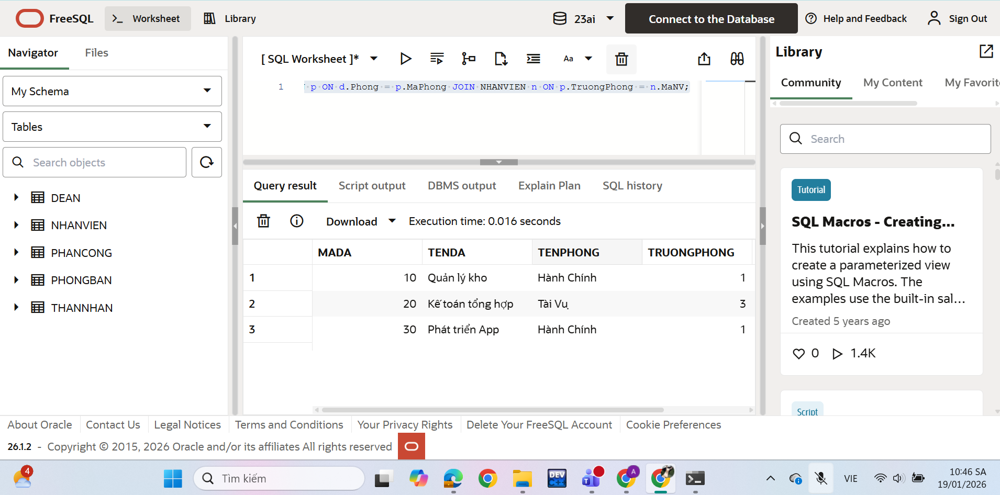 FreeSQL
Worksheet
Library
23ai
Connect to the Database
Help and Feedback
Sign Out
Navigator
Files
My Schema
Tables
Search objects
DEAN
NHANVIEN
PHANCONG
PHONGBAN
THANNHAN
[ SQL Worksheet ]*
Aa
1 p ON d.Phong = p.MaPhong JOIN NHANVIEN n ON p.TruongPhong = n.MaNV;
Query result
Script output
DBMS output
Explain Plan
SQL history
Download
Execution time: 0.016 seconds
MADA TENDA TENPHONG TRUONGPHONG
1 10 Quản lý kho Hành Chính 1
2 20 Kế toán tổng hợp Tài Vụ 3
3 30 Phát triển App Hành Chính 1
Library
Community
My Content
My Favorit
Search
Tutorial
SQL Macros - Creating...
This tutorial explains how to
create a parameterized view
using SQL Macros. The
examples use the built-in sal...
Created 5 years ago
0 1.4K
Script
About Oracle
Contact Us
Legal Notices
Terms and Conditions
Your Privacy Rights
Delete Your FreeSQL Account
Cookie Preferences
26.1.2 - Copyright © 2015, 2026 Oracle and/or its affiliates All rights reserved
4
Tìm kiếm
DEV
C++
T
A
VIE
10:46 SA
19/01/2026